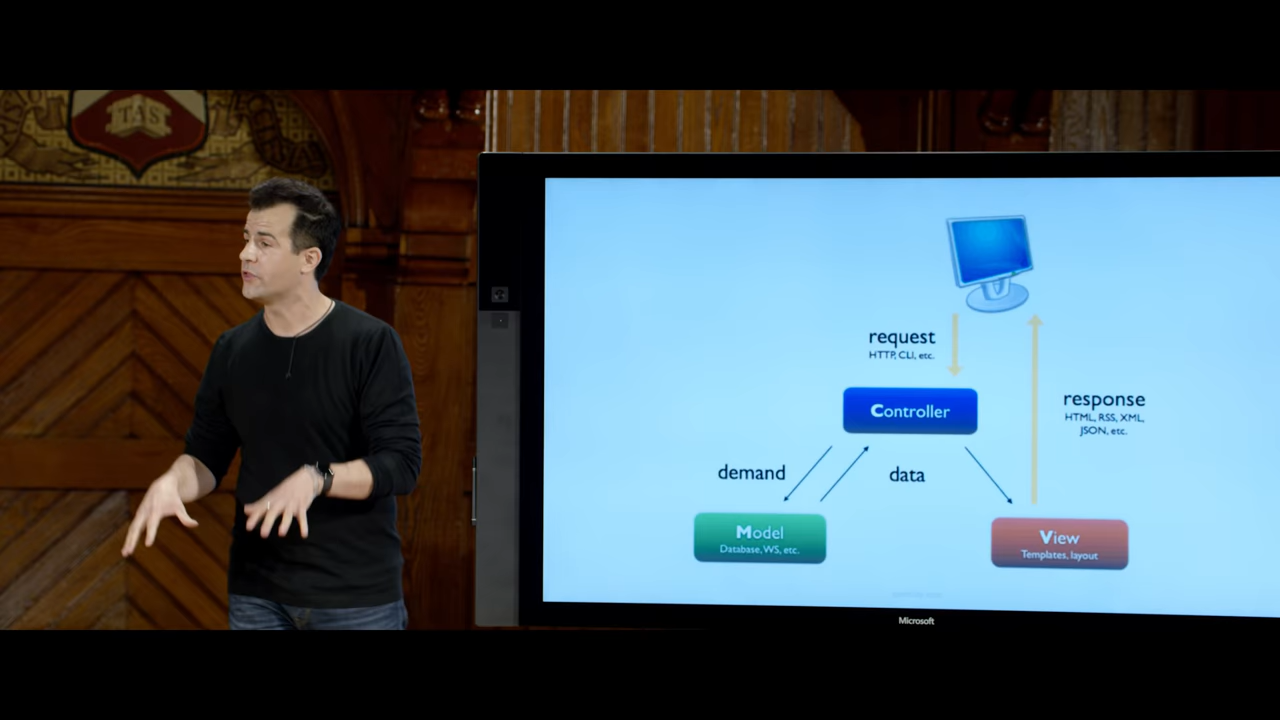 TAS
request
HTTP, CLI, etc.
Controller
response
HTML, RSS, XML,
JSON, etc.
demand
data
Model
Database, WS, etc.
View
Templates, layout
Microsoft